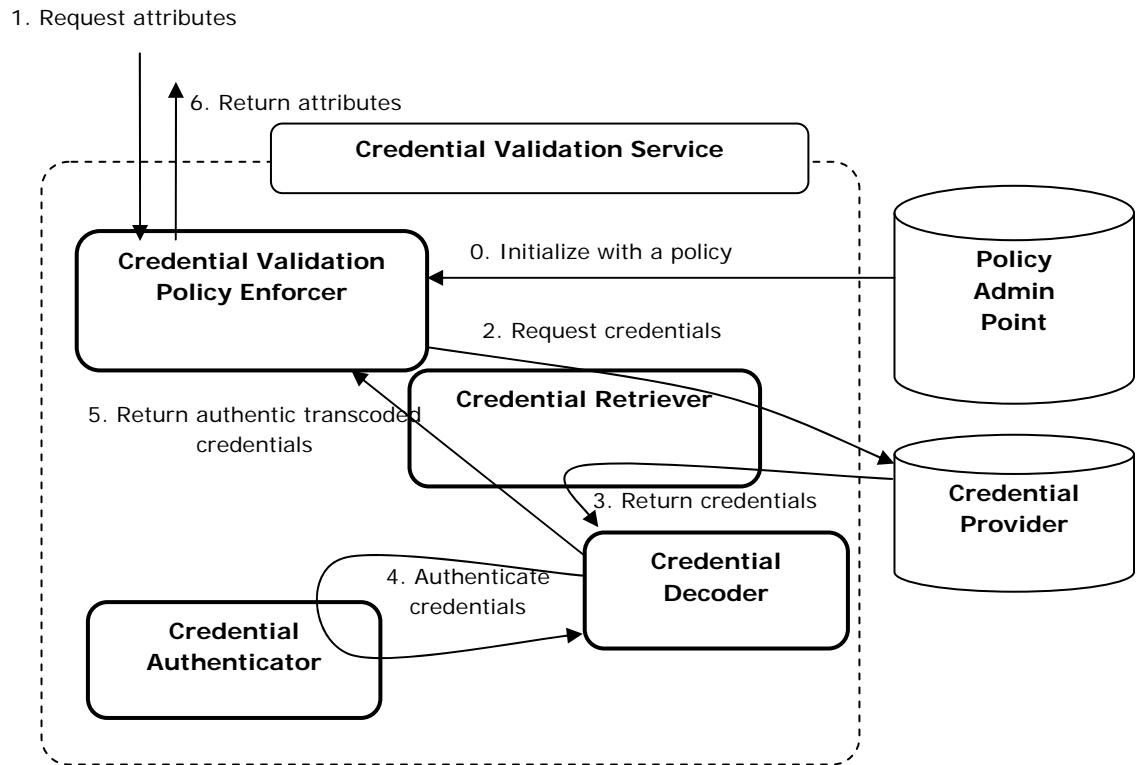 1. Request attributes
6. Return attributes
Credential Validation Service
Credential Validation
Policy Enforcer
0. Initialize with a policy
Policy
Admin
Point
2. Request credentials
Credential Retriever
5. Return authentic transcoded
credentials
3. Return credentials
Credential
Provider
Credential
Decoder
4. Authenticate
credentials
Credential
Authenticator